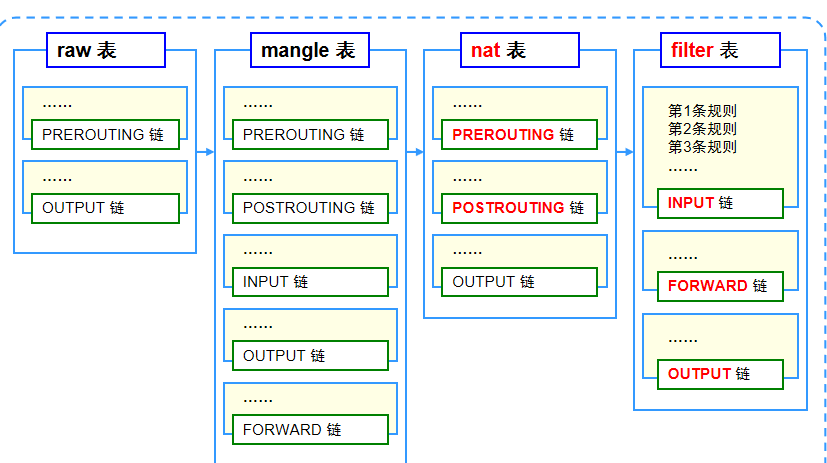 raw 表
……
PREROUTING 链
……
OUTPUT 链
mangle 表
……
PREROUTING 链
……
POSTROUTING 链
……
INPUT 链
……
OUTPUT 链
……
FORWARD 链
nat 表
……
PREROUTING 链
……
POSTROUTING 链
……
OUTPUT 链
filter 表
第1条规则
第2条规则
第3条规则
……
INPUT 链
……
FORWARD 链
……
OUTPUT 链